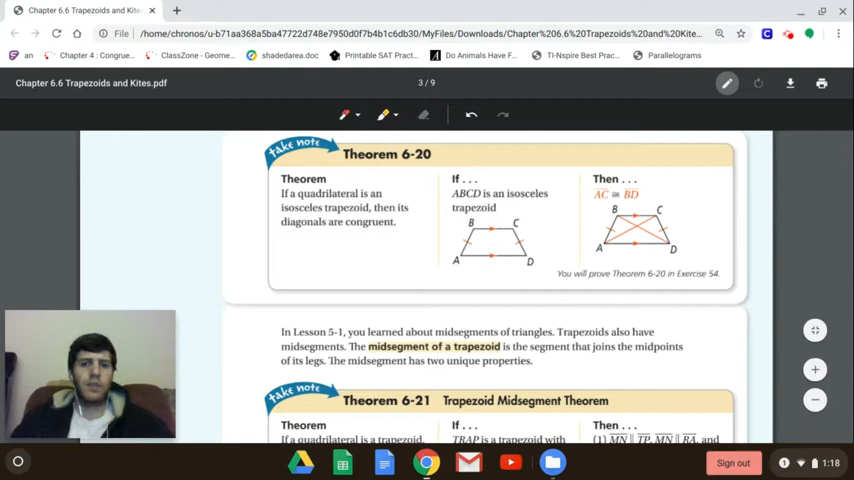 Chapter 6.6 Trapezoids and Kites
File
/home/chronos/u-b71aa368a5ba47722d748e7950d0f7b4b1c6db30/MyFiles/Downloads/Chapter%206.6%20Trapezoids%20and%20Kite...
an
Chapter 4 : Congrue...
ClassZone - Geome...
shadedarea.doc
Printable SAT Pract...
Do Animals Have F...
TI-Nspire Best Prac...
Parallelograms
Chapter 6.6 Trapezoids and Kites.pdf
3 / 9
take note
Theorem 6-20
Theorem
If a quadrilateral is an
isosceles trapezoid, then its
diagonals are congruent.
If . . .
ABCD is an isosceles
trapezoid
B C
A D
Then . . .
AC ≅ BD
B C
A D
You will prove Theorem 6-20 in Exercise 54.
In Lesson 5-1, you learned about midsegments of triangles. Trapezoids also have
midsegments. The midsegment of a trapezoid is the segment that joins the midpoints
of its legs. The midsegment has two unique properties.
take note
Theorem 6-21 Trapezoid Midsegment Theorem
Theorem
If a quadrilateral is a trapezoid,
If . . .
TRAP is a trapezoid with
Then . . .
(1) MN ∥ TP, MN ∥ RA, and
Sign out
1
1:18